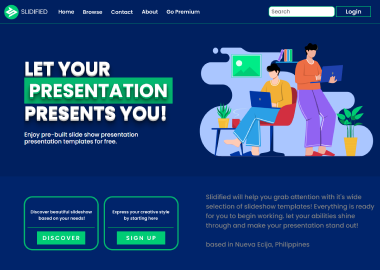 SLIDIFIED
Home Browse Contact About Go Premium
Search
Login
LET YOUR
PRESENTATION
PRESENTS YOU!
Enjoy pre-built slide show presentation
presentation templates for free.
Discover beautiful slideshow
based on your needs!
DISCOVER
Express your creative style
by starting here
SIGN UP
Slidified will help you grab attention with it's wide
selection of slideshow templates! Everything is ready
for you to begin working. let your abilities shine
through and make your presentation stand out!
based in Nueva Ecija, Philippines